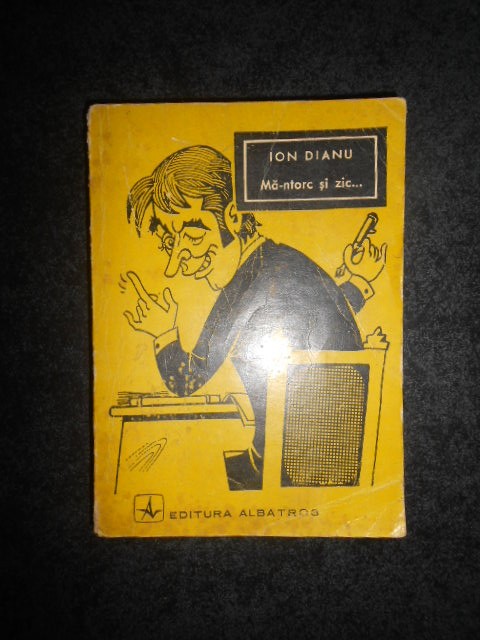 ION DIANU
Mă-ntorc și zic...
EDITURA ALBATROS